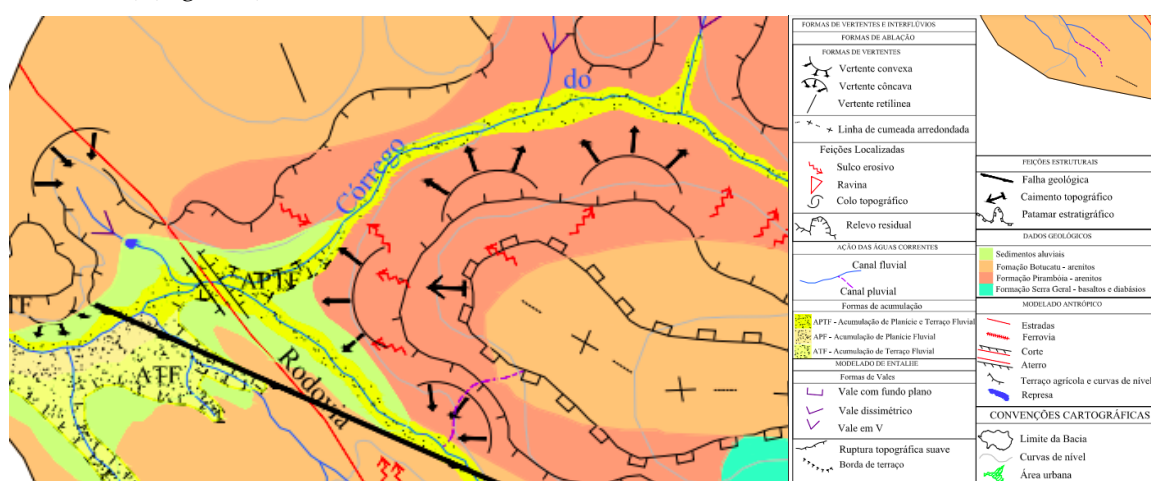 do
Córrego
APTF
TF
ATF
Rodovia
FORMAS DE VERTENTES E INTERFLÚVIOS
FORMAS DE ABLAÇÃO
FORMAS DE VERTENTES
Vertente convexa
Vertente côncava
Vertente retilínea
Linha de cumeada arredondada
Feições Localizadas
Sulco erosivo
Ravina
Colo topográfico
Relevo residual
AÇÃO DAS ÁGUAS CORRENTES
Canal fluvial
Canal pluvial
Formas de acumulação
APTF - Acumulação de Planície e Terraço Fluvial
APF - Acumulação de Planície Fluvial
ATF - Acumulação de Terraço Fluvial
MODELADO DE ENTALHE
Formas de Vales
Vale com fundo plano
Vale dissimétrico
Vale em V
Ruptura topográfica suave
Borda de terraço
FEIÇÕES ESTRUTURAIS
Falha geológica
Caimento topográfico
Patamar estratigráfico
DADOS GEOLÓGICOS
Sedimentos aluviais
Formação Botucatu - arenitos
Formação Pirambóia - arenitos
Formação Serra Geral - basaltos e diabásios
MODELADO ANTRÓPICO
Estradas
Ferrovia
Corte
Aterro
Terraço agrícola e curvas de nível
Represa
CONVENÇÕES CARTOGRÁFICAS
Limite da Bacia
Curvas de nível
Área urbana